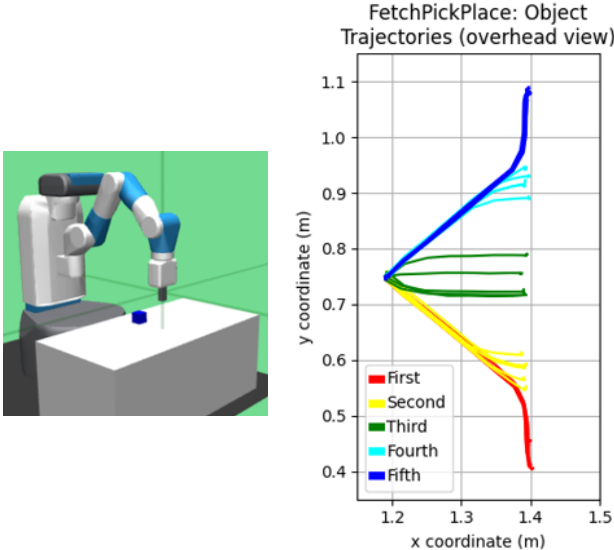 FetchPickPlace: Object
Trajectories (overhead view)
y coordinate (m)
1.1
1.0
0.9
0.8
0.7
0.6
0.5
0.4
First
Second
Third
Fourth
Fifth
1.2 1.3 1.4 1.5
x coordinate (m)